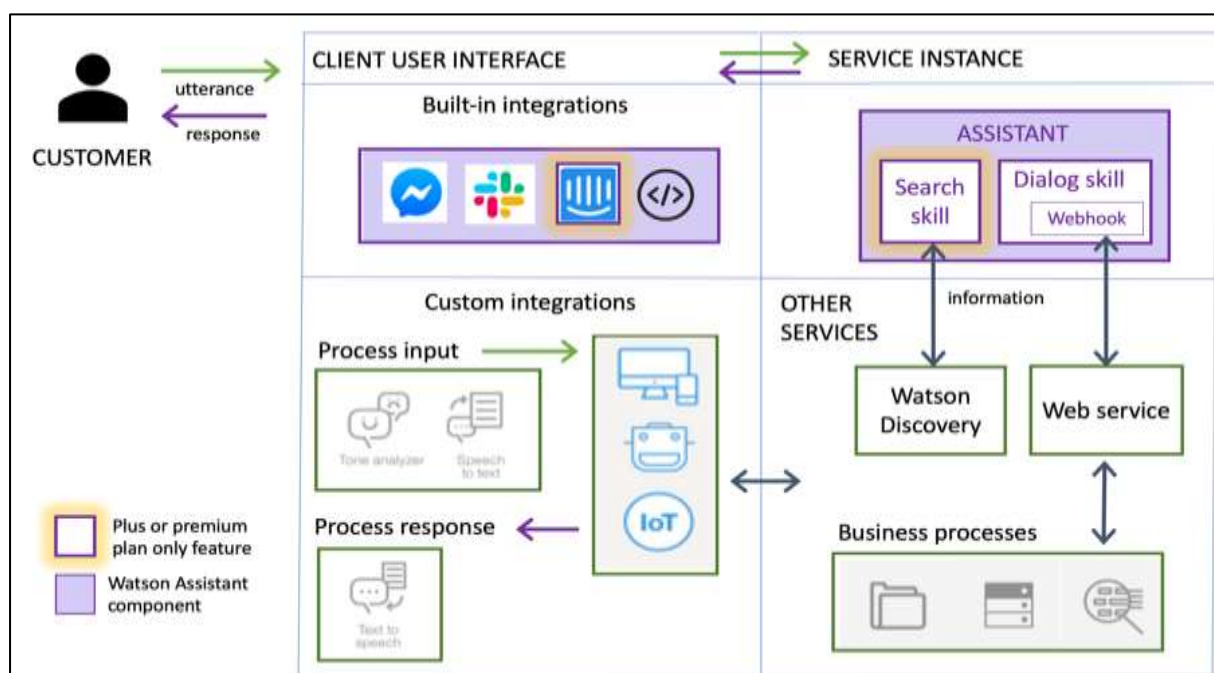 CUSTOMER
utterance
response
CLIENT USER INTERFACE
SERVICE INSTANCE
Built-in integrations
</>
ASSISTANT
Search
skill
Dialog skill
Webhook
Custom integrations
Process input
Tone analyzer
Speech
to text
Process response
Text to
speech
IoT
OTHER
SERVICES
information
Watson
Discovery
Web service
Business processes
Plus or premium
plan only feature
Watson Assistant
component